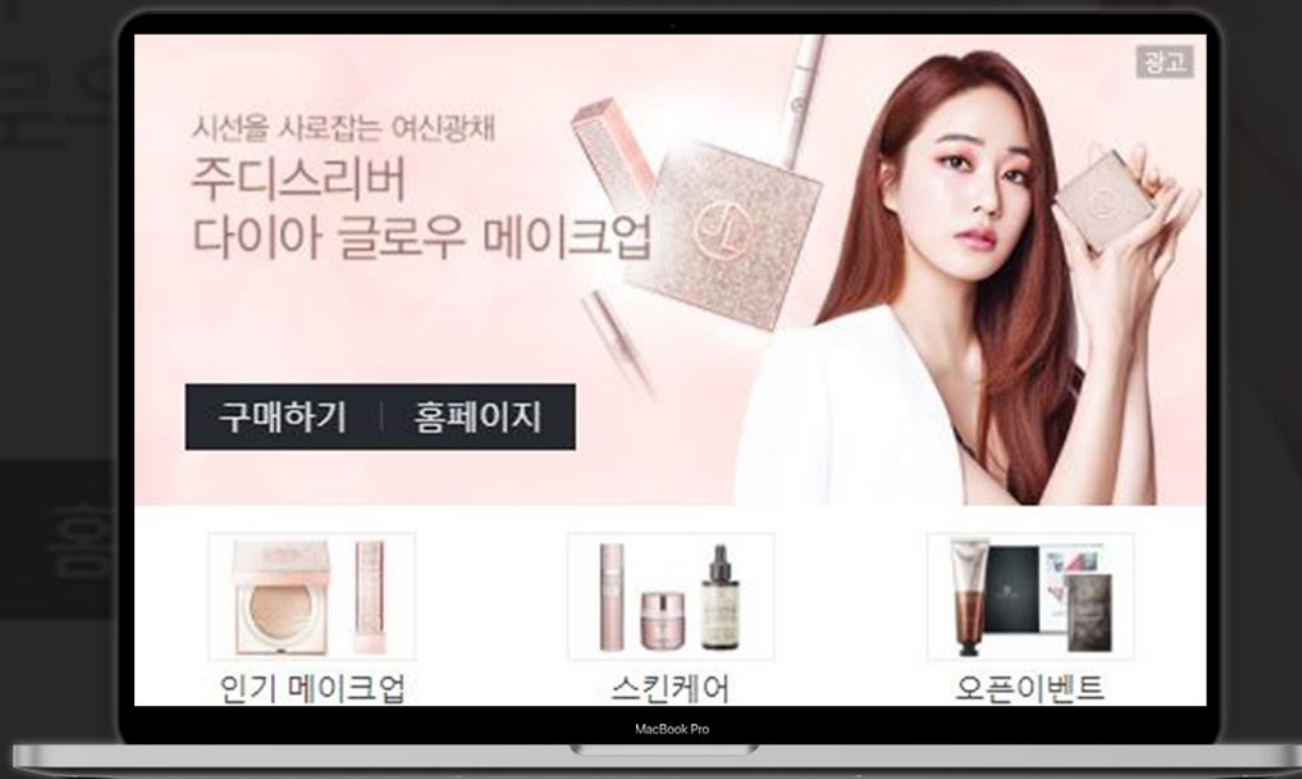 광고
시선을 사로잡는 여신광채
주디스리버
다이아 글로우 메이크업
구매하기 | 홈페이지
인기 메이크업
스킨케어
오픈이벤트
MacBook Pro